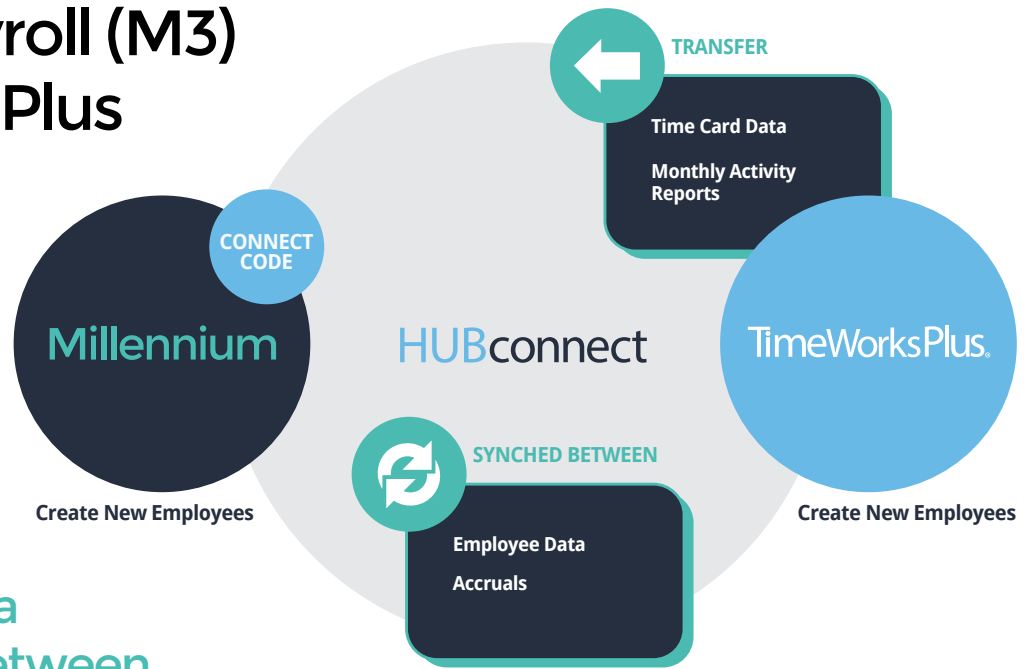 roll (M3)
Plus
TRANSFER
Time Card Data
Monthly Activity
Reports
CONNECT
CODE
Millennium
HUBconnect
TimeWorksPlus®
SYNCHED BETWEEN
Create New Employees
Create New Employees
Employee Data
Accruals
a
etween